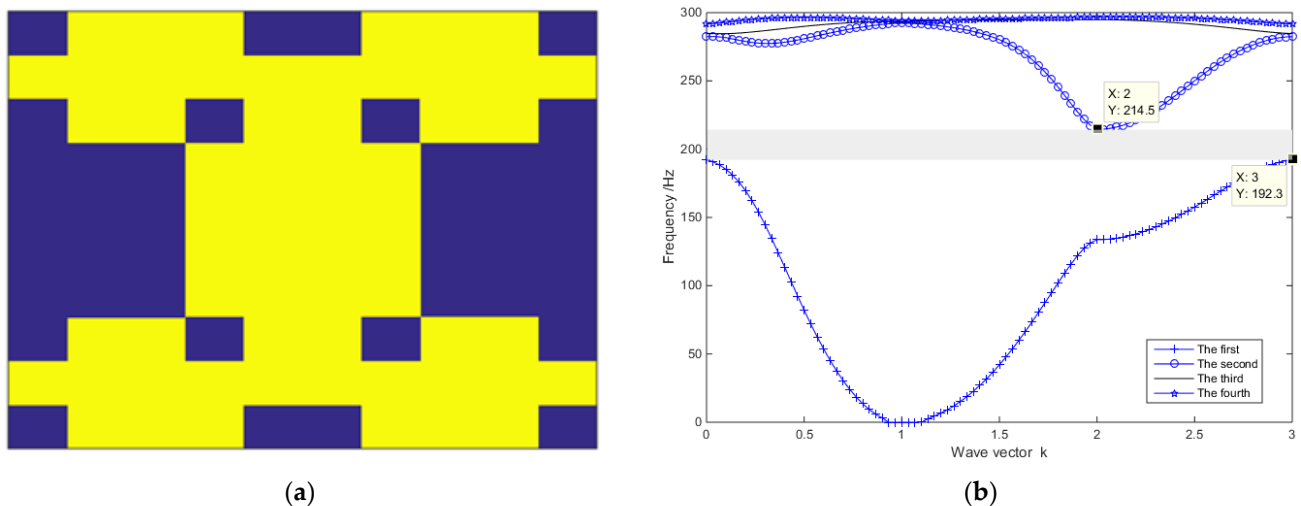 300
250
200
150
100
50
0
Frequency /Hz
X: 2
Y: 214.5
X: 3
Y: 192.3
The first
The second
The third
The fourth
0 0.5 1 1.5 2 2.5 3
Wave vector k
(a) (b)